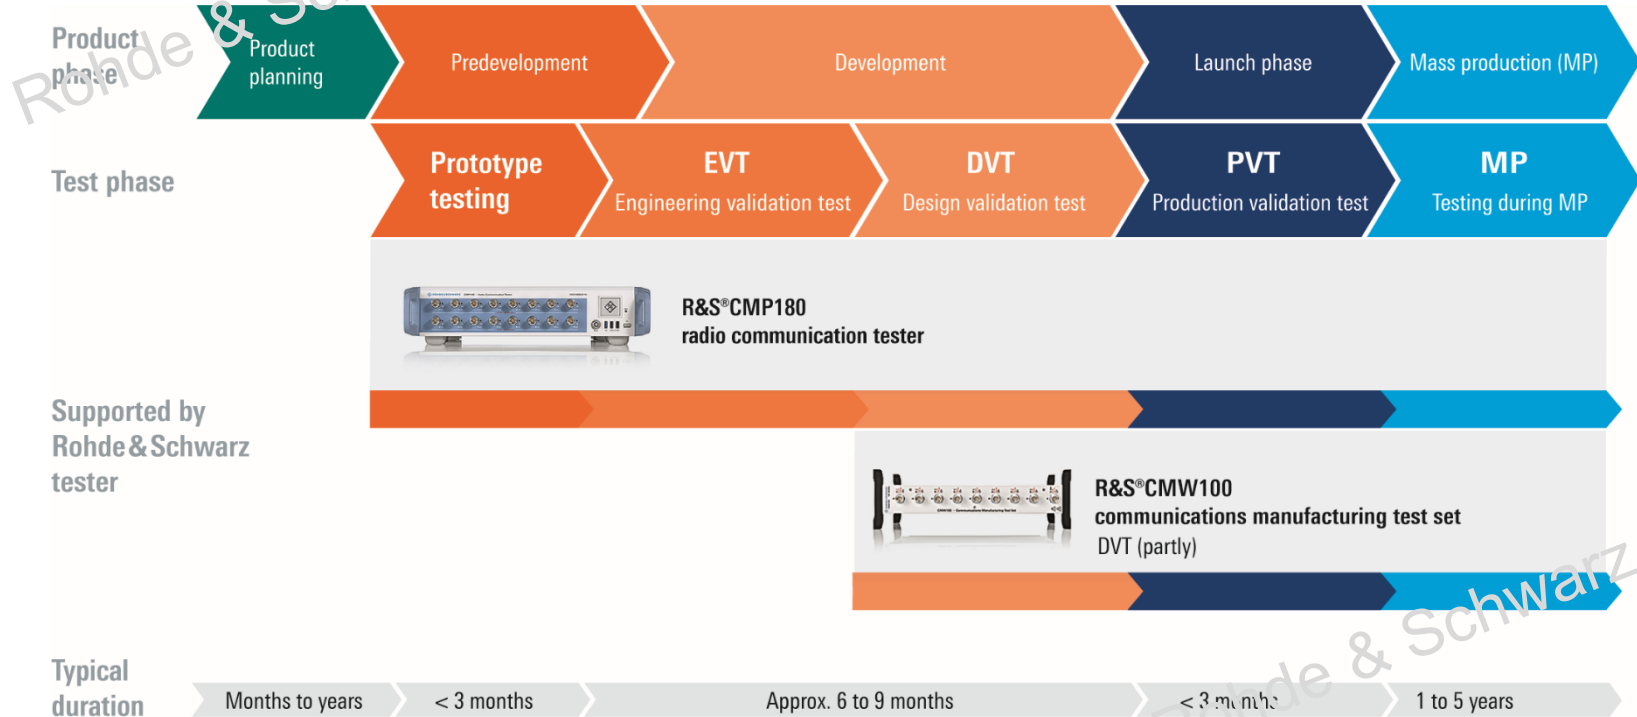 Product
phase
Product
planning
Predevelopment
Development
Launch phase
Mass production (MP)
Test phase
Prototype
testing
EVT
Engineering validation test
DVT
Design validation test
PVT
Production validation test
MP
Testing during MP
R&S®CMP180
radio communication tester
Supported by
Rohde & Schwarz
tester
R&S®CMW100
communications manufacturing test set
DVT (partly)
Typical
duration
Months to years
< 3 months
Approx. 6 to 9 months
< 3 months
1 to 5 years
Rohde &
Rohde & Schwarz